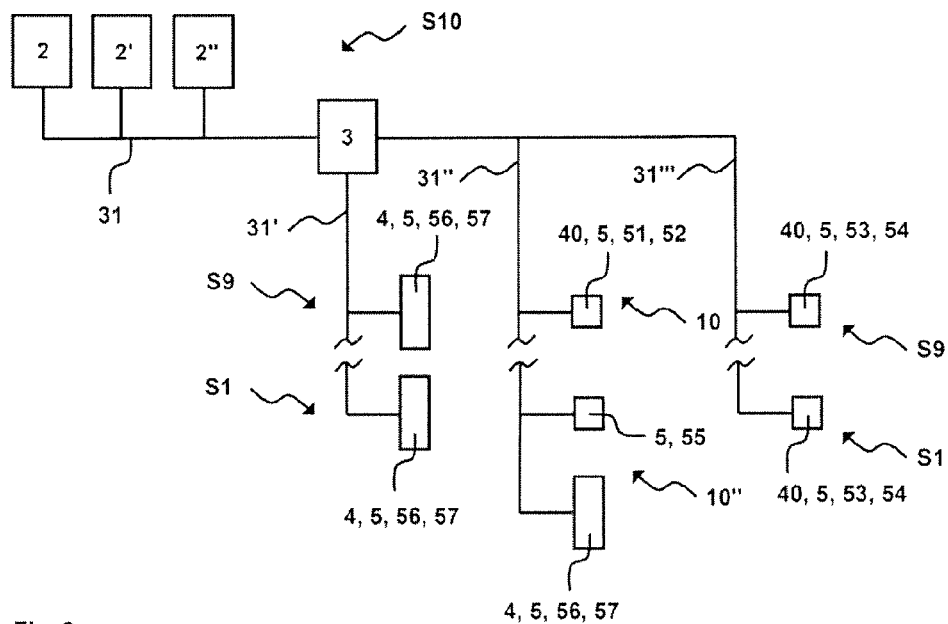 S10
2 2' 2"
3
31
31'
31"
31'"
4, 5, 56, 57
40, 5, 51, 52
40, 5, 53, 54
S9
10
S9
S1
5, 55
S1
10"
4, 5, 56, 57
40, 5, 53, 54
4, 5, 56, 57